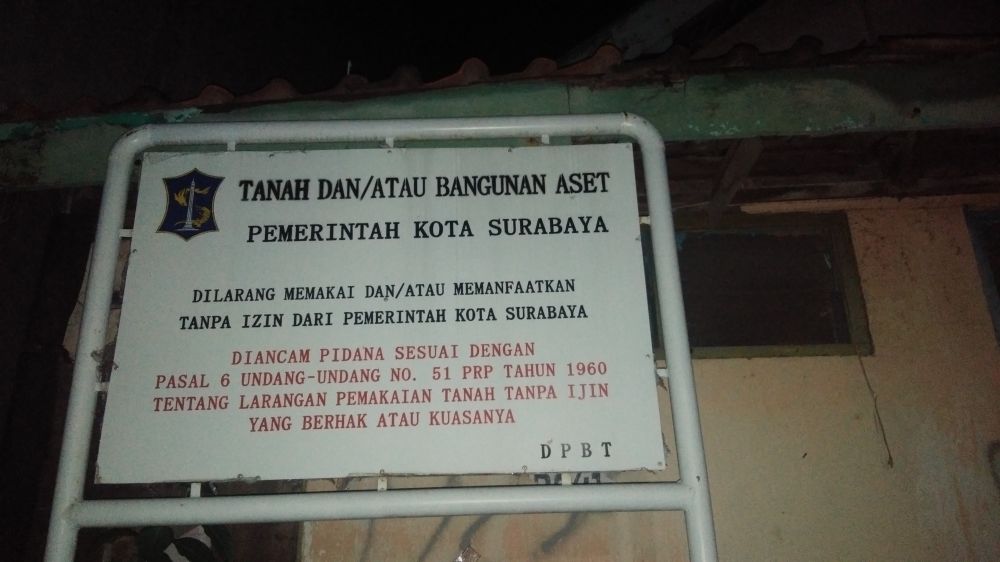 TANAH DAN/ATAU BANGUNAN ASET
PEMERINTAH KOTA SURABAYA
DILARANG MEMAKAI DAN/ATAU MEMANFAATKAN
TANPA IZIN DARI PEMERINTAH KOTA SURABAYA
DIANCAM PIDANA SESUAI DENGAN
PASAL 6 UNDANG-UNDANG NO. 51 PRP TAHUN 1960
TENTANG LARANGAN PEMAKAIAN TANAH TANPA IJIN
YANG BERHAK ATAU KUASANYA
DPBT